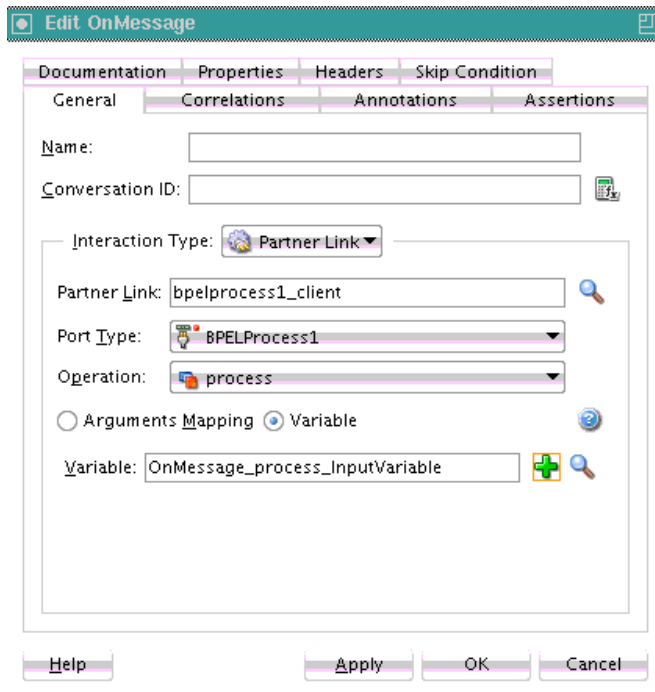 Edit OnMessage
Documentation Properties Headers Skip Condition
General Correlations Annotations Assertions
Name:
Conversation ID:
Interaction Type: Partner Link
Partner Link: bpelprocess1_client
Port Type: BPELProcess1
Operation: process
Arguments Mapping Variable
Variable: OnMessage_process_InputVariable
Help Apply OK Cancel